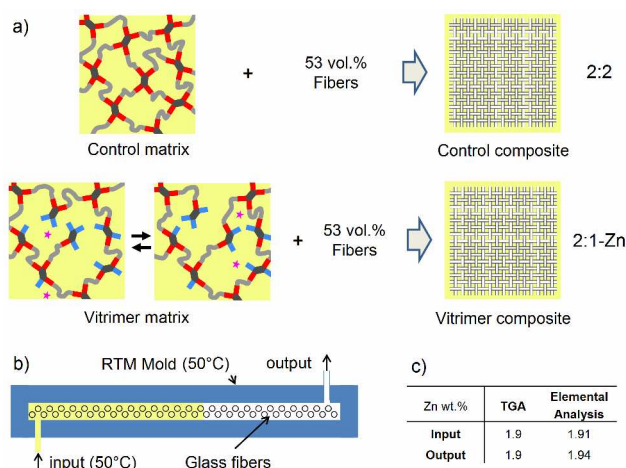 a)
+
53 vol.%
Fibers
2:2
Control matrix
Control composite
+
53 vol.%
Fibers
2:1-Zn
Vitrimer matrix
Vitrimer composite
b)
RTM Mold (50°C)
output
input (50°C)
Glass fibers
c)
Zn wt.% TGA Elemental
Analysis
Input 1.9 1.91
Output 1.9 1.94